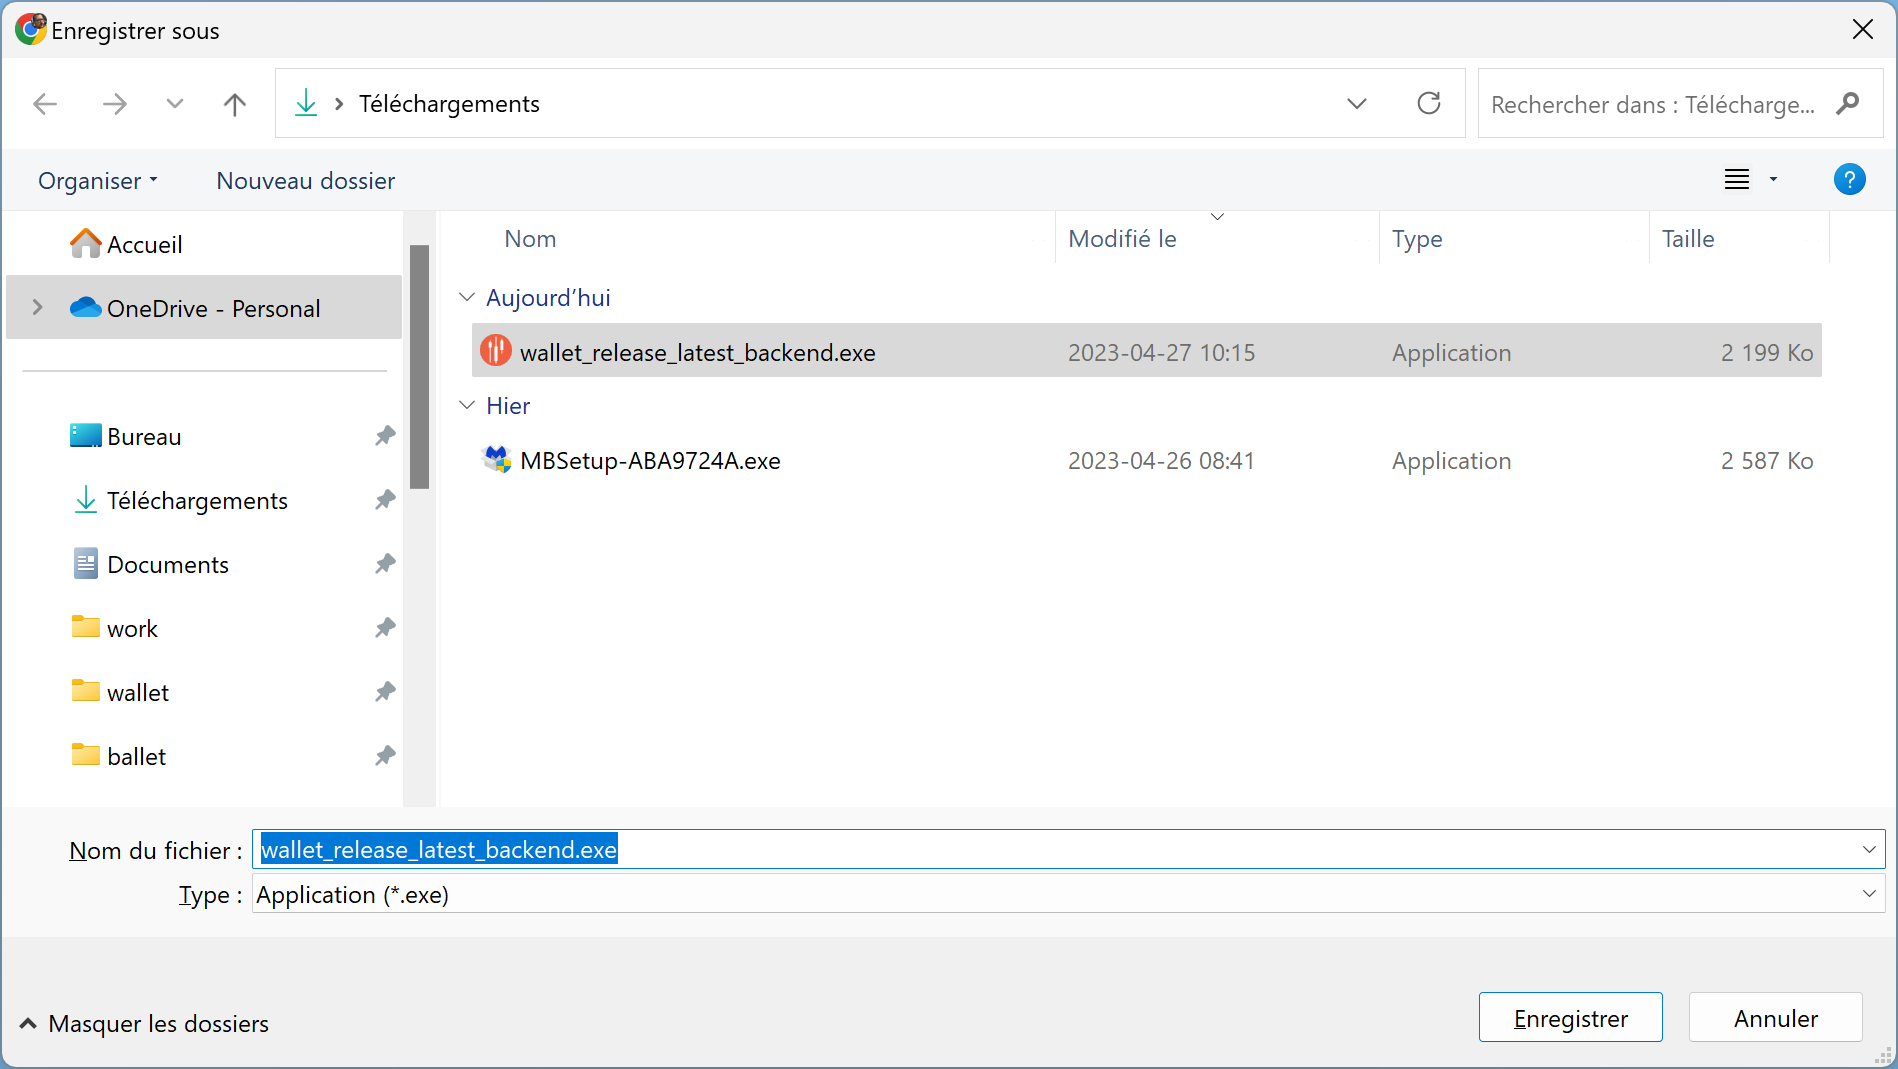 Enregistrer sous
Téléchargements
Rechercher dans : Télécharge...
Organiser
Nouveau dossier
?
Accueil
OneDrive - Personal
Bureau
Téléchargements
Documents
work
wallet
ballet
Nom
Modifié le
Type
Taille
Aujourd’hui
wallet_release_latest_backend.exe 2023-04-27 10:15 Application 2 199 Ko
Hier
MBSetup-ABA9724A.exe 2023-04-26 08:41 Application 2 587 Ko
Nom du fichier : wallet_release_latest_backend.exe
Type : Application (*.exe)
Masquer les dossiers
Enregistrer
Annuler